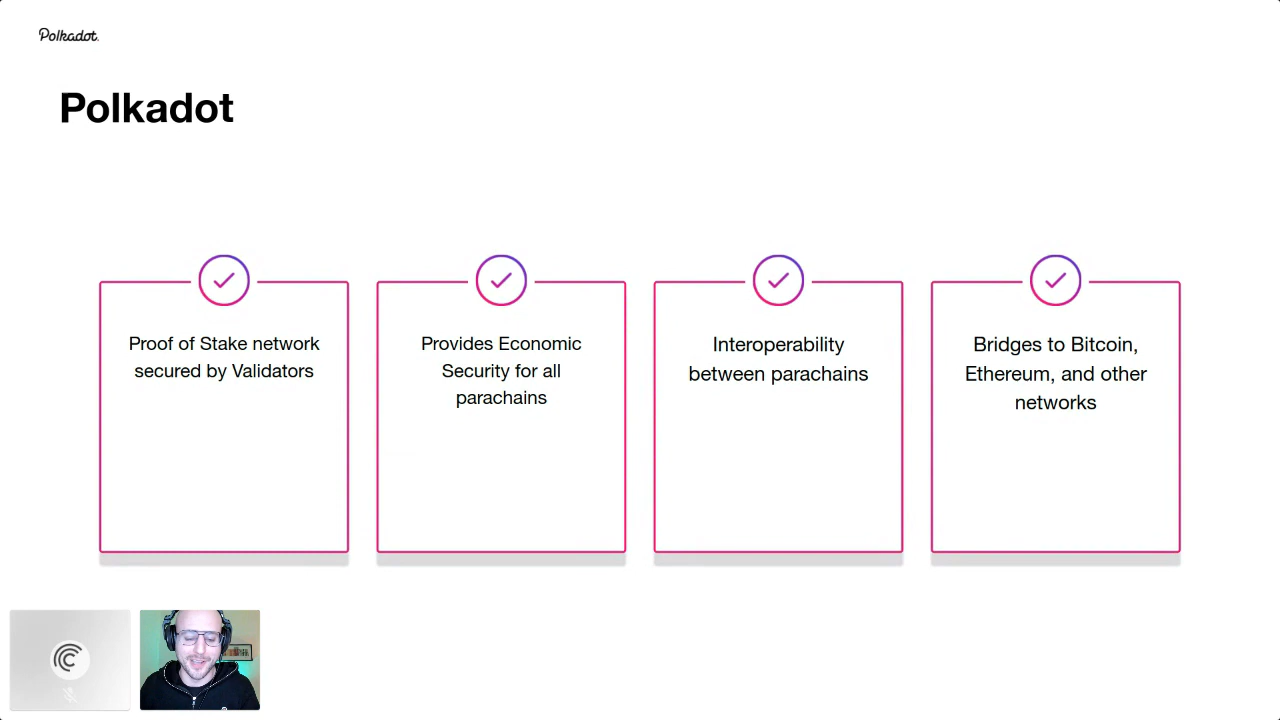 Polkadot.
Polkadot
Proof of Stake network
secured by Validators
Provides Economic
Security for all
parachains
Interoperability
between parachains
Bridges to Bitcoin,
Ethereum, and other
networks